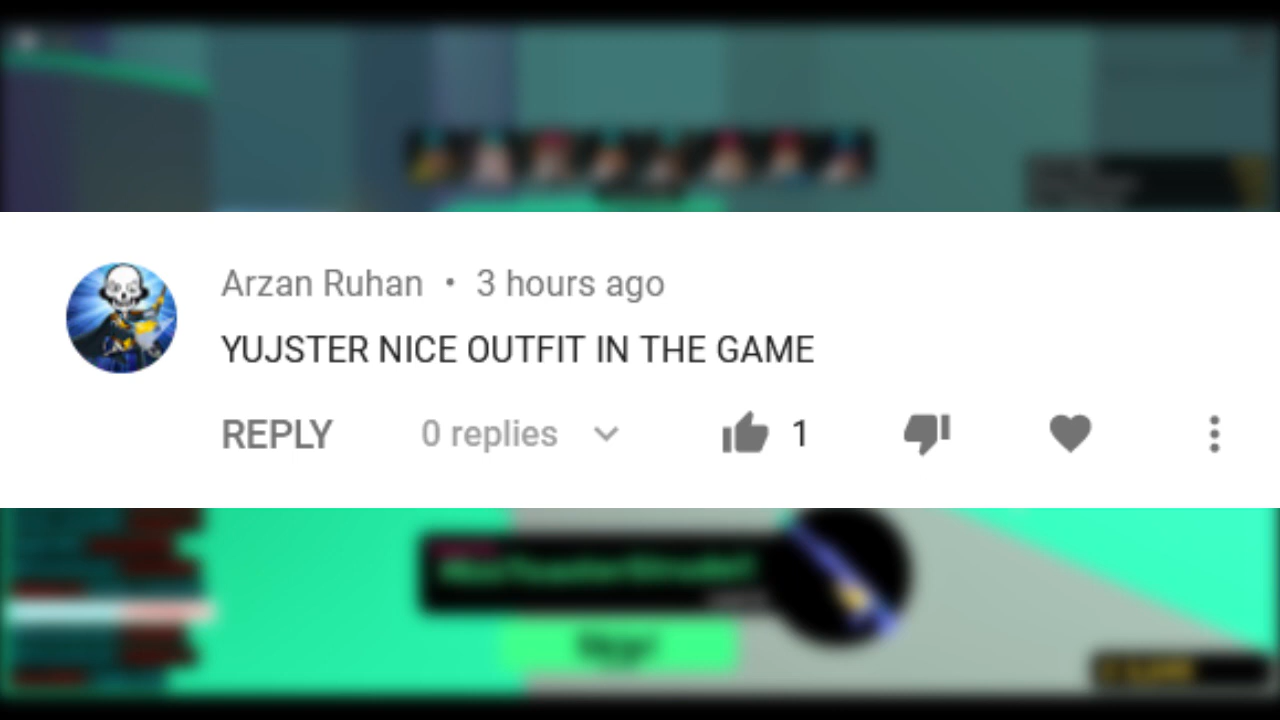 Arzan Ruhan • 3 hours ago
YUJSTER NICE OUTFIT IN THE GAME
REPLY 0 replies 1